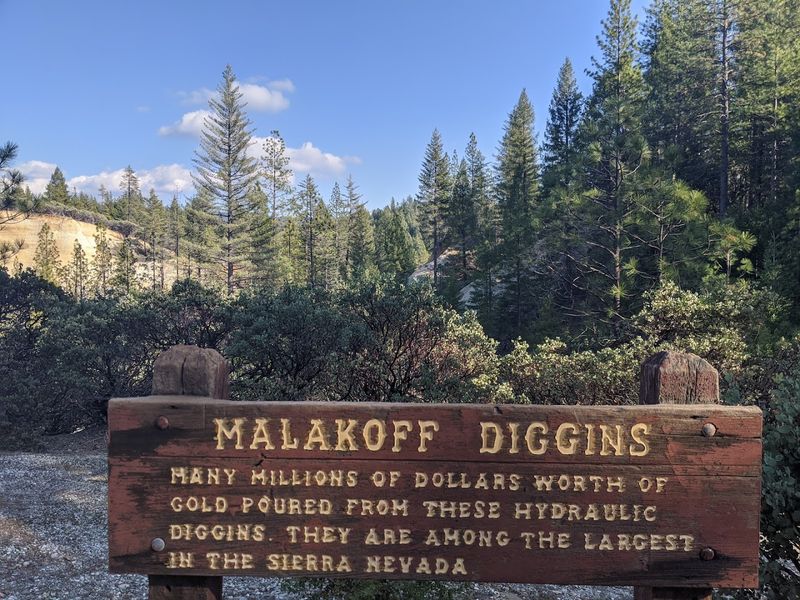 MALAKOFF DIGGINS
MANY MILLIONS OF DOLLARS WORTH OF
GOLD POURED FROM THESE HYDRAULIC
DIGGINS. THEY ARE AMONG THE LARGEST
IN THE SIERRA NEVADA